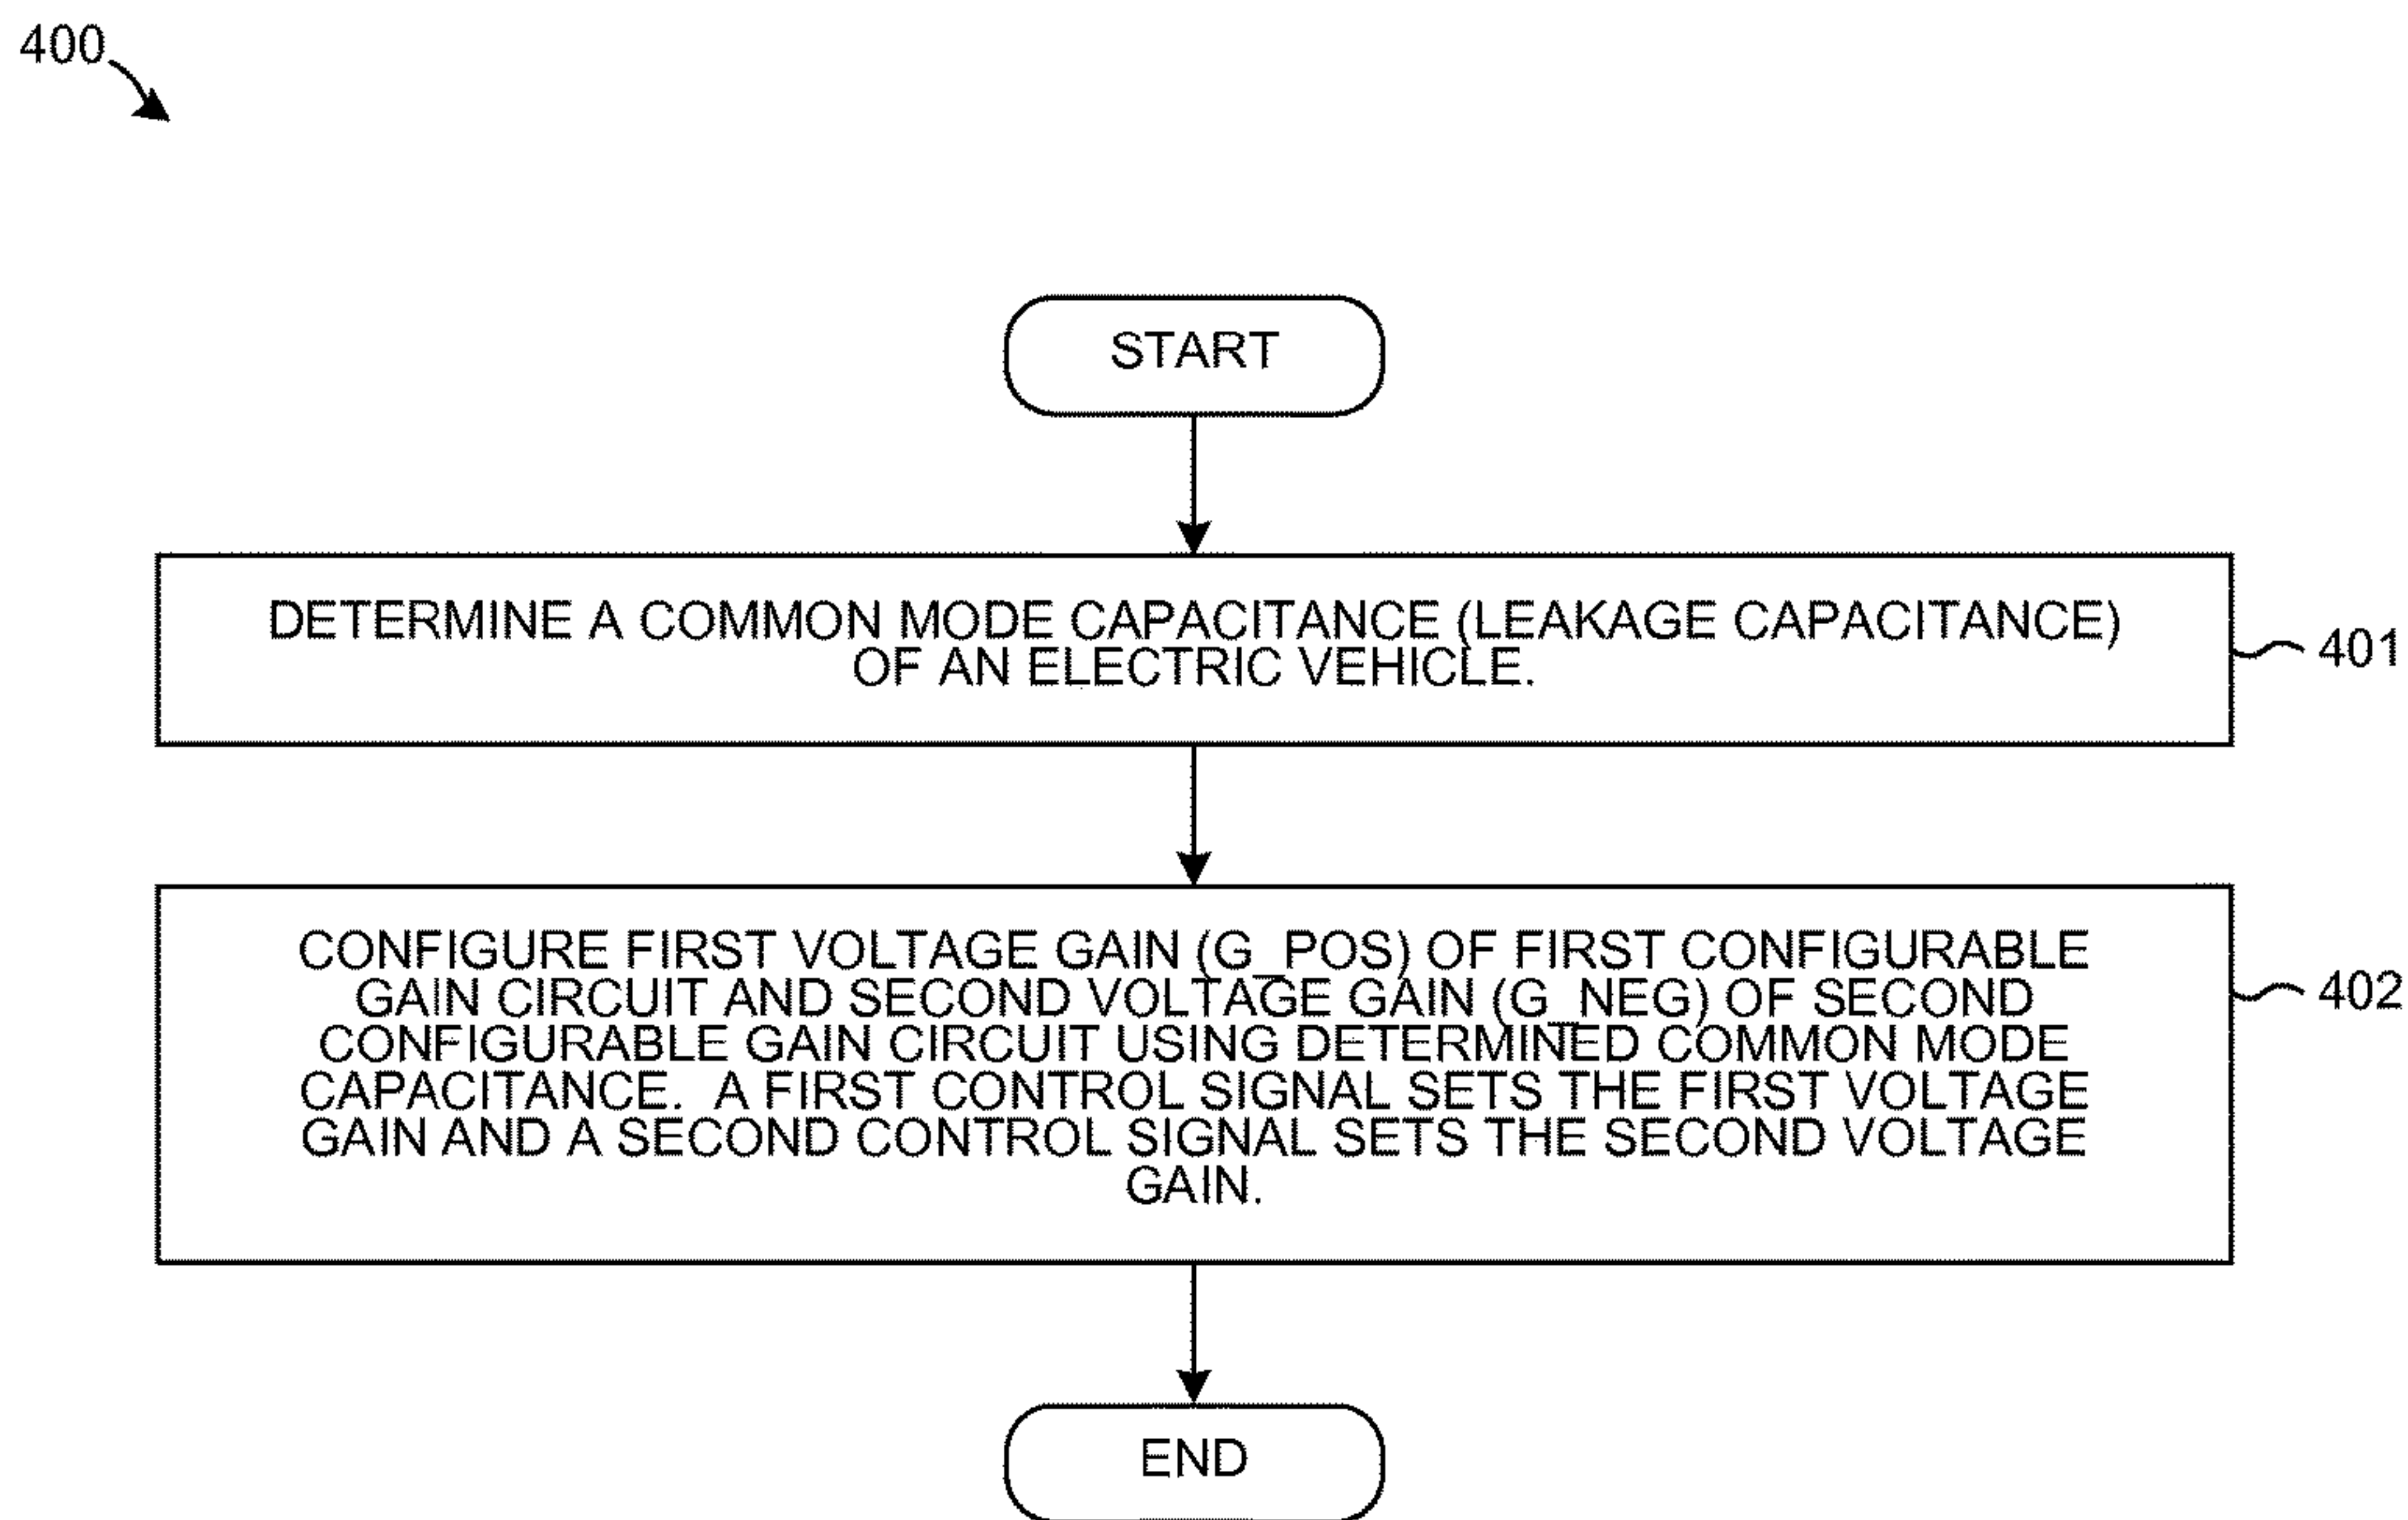 400
START
DETERMINE A COMMON MODE CAPACITANCE (LEAKAGE CAPACITANCE)
OF AN ELECTRIC VEHICLE.
401
CONFIGURE FIRST VOLTAGE GAIN (G_POS) OF FIRST CONFIGURABLE
GAIN CIRCUIT AND SECOND VOLTAGE GAIN (G_NEG) OF SECOND
CONFIGURABLE GAIN CIRCUIT USING DETERMINED COMMON MODE
CAPACITANCE. A FIRST CONTROL SIGNAL SETS THE FIRST VOLTAGE
GAIN AND A SECOND CONTROL SIGNAL SETS THE SECOND VOLTAGE
GAIN.
402
END